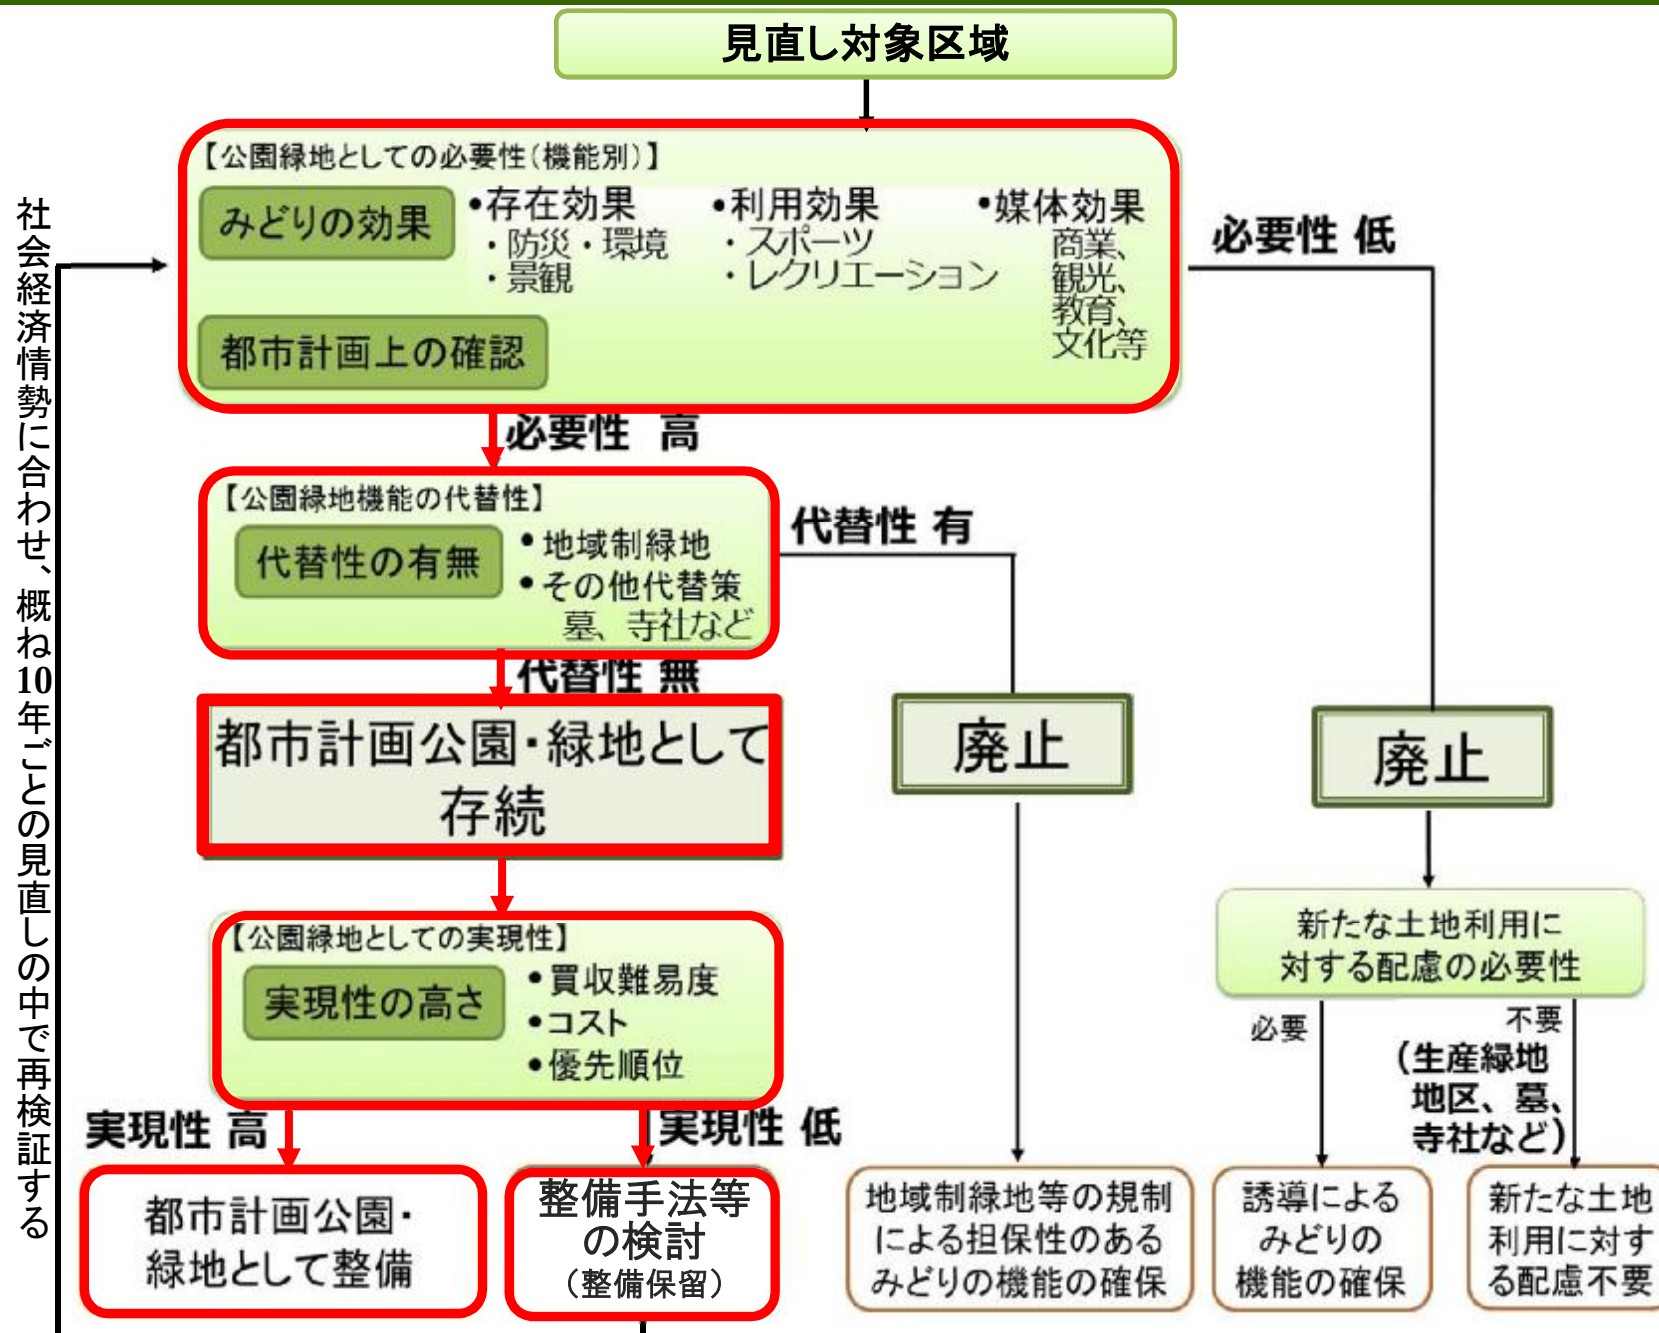 見直し対象区域
【公園緑地としての必要性（機能別）】
みどりの効果
•存在効果
・防災・環境
・景観
•利用効果
・スポーツ
・レクリエーション
•媒体効果
商業、
観光、
教育、
文化等
都市計画上の確認
必要性 低
必要性 高
【公園緑地機能の代替性】
代替性の有無
•地域制緑地
•その他代替策
墓、寺社など
代替性 有
代替性 無
都市計画公園・緑地として
存続
廃止
廃止
【公園緑地としての実現性】
実現性の高さ
•買収難易度
•コスト
•優先順位
新たな土地利用に
対する配慮の必要性
必要
不要
（生産緑地
地区、墓、
寺社など）
実現性 高
実現性 低
都市計画公園・
緑地として整備
整備手法等
の検討
（整備保留）
地域制緑地等の規制
による担保性のある
みどりの機能の確保
誘導による
みどりの
機能の確保
新たな土地
利用に対す
る配慮不要
社会経済情勢に合わせ、概ね10年ごとの見直しの中で再検証する